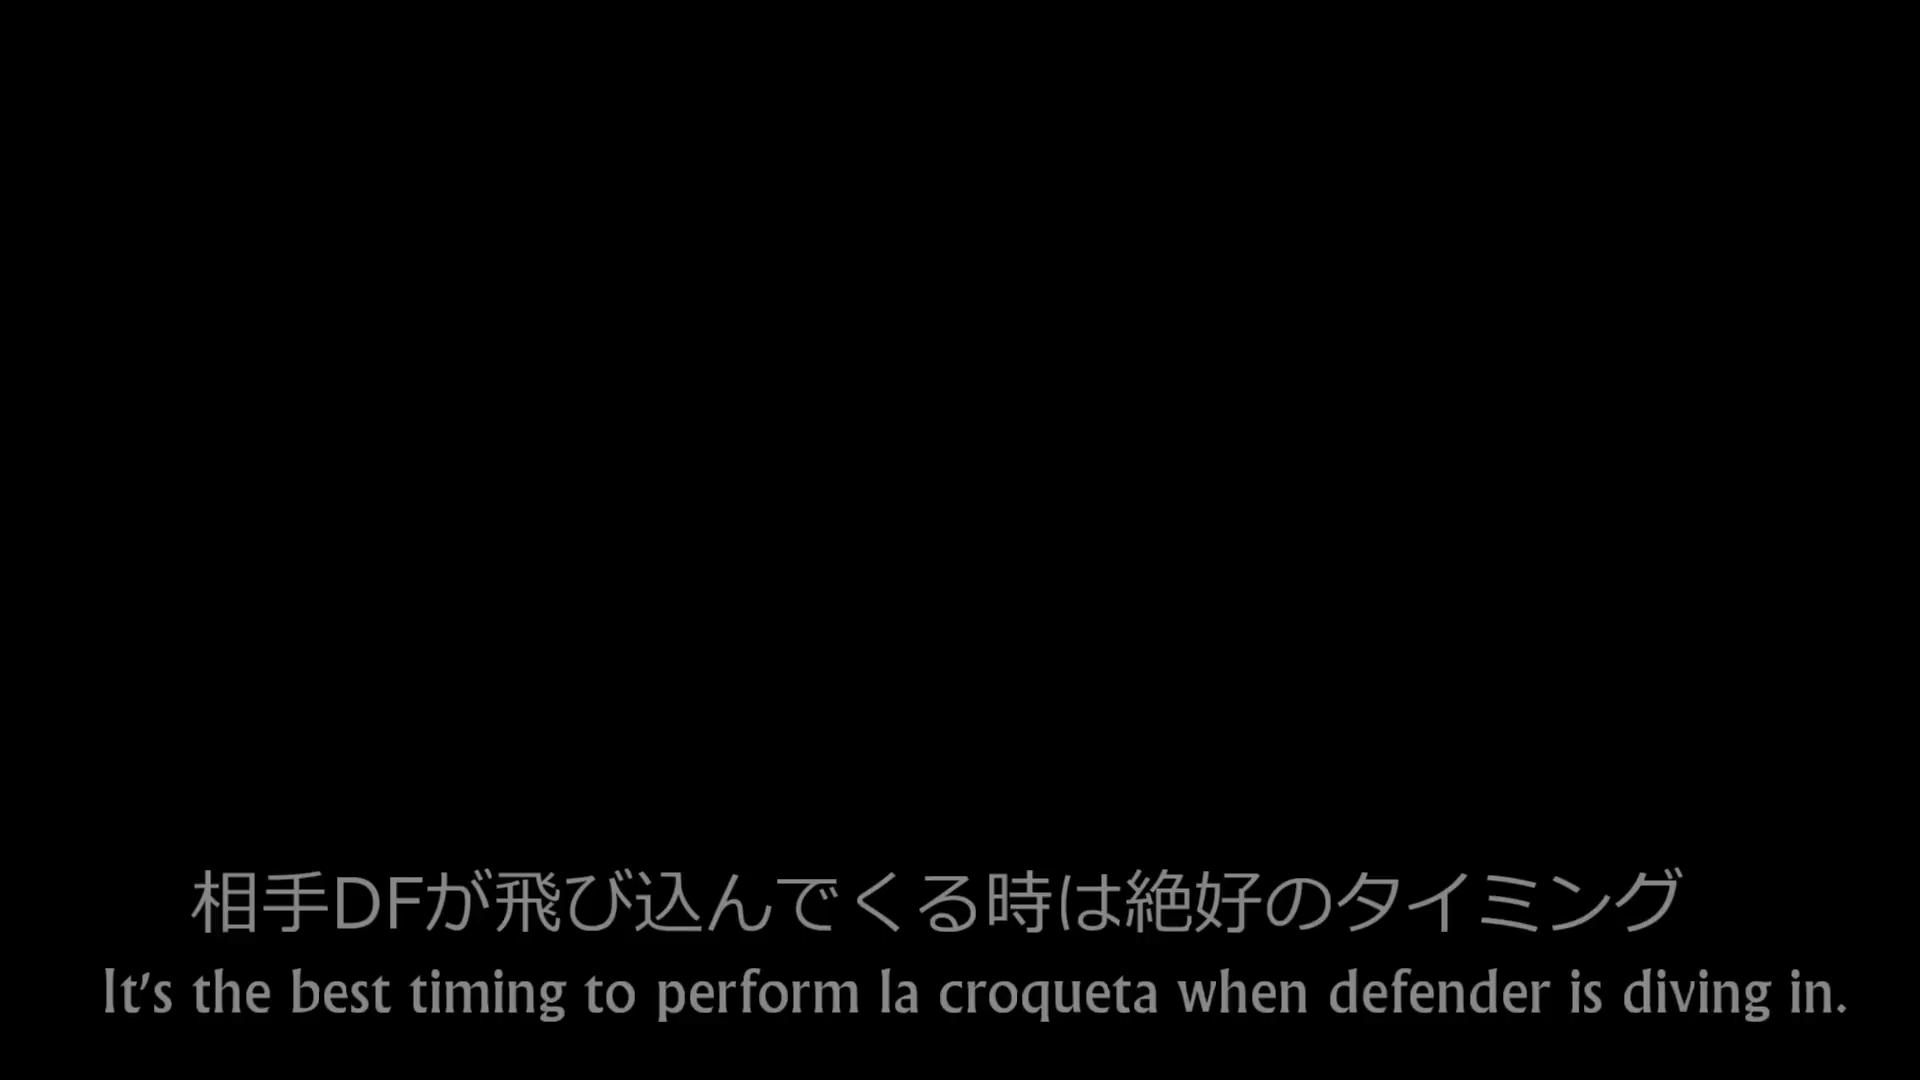 相手DFが飛び込んでくる時は絶好のタイミング
It's the best timing to perform la croqueta when defender is diving in.